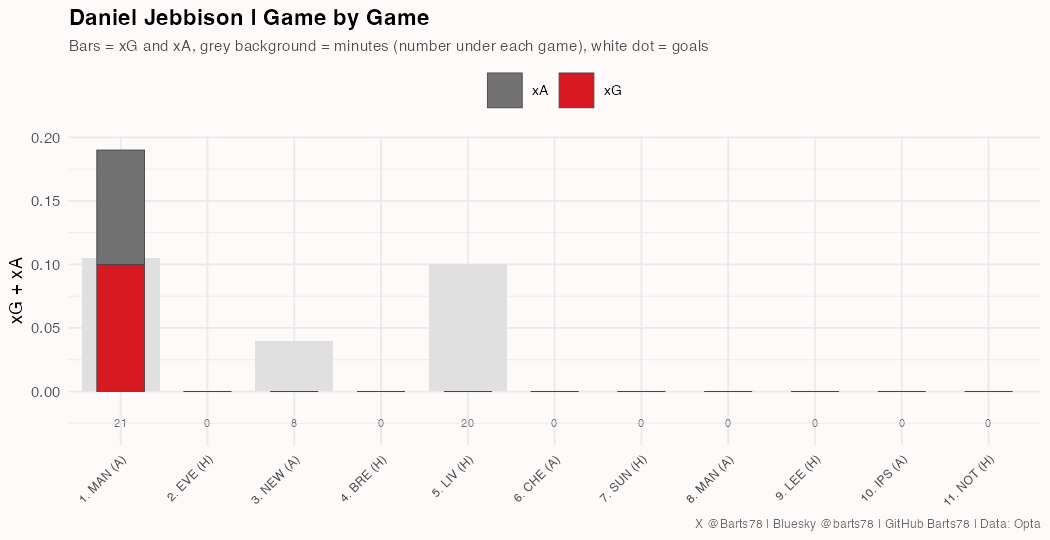 Daniel Jebbison | Game by Game
Bars = xG and xA, grey background = minutes (number under each game), white dot = goals
xA
xG
xG + xA
0.20
0.15
0.10
0.05
0.00
21 0 8 0 20 0 0 0 0 0 0
1. MAN (A)
2. EVE (H)
3. NEW (A)
4. BRE (H)
5. LIV (H)
6. CHE (A)
7. SUN (H)
8. MAN (A)
9. LEE (H)
10. IPS (A)
11. NOT (H)
X @Barts78 | Bluesky @barts78 | GitHub Barts78 | Data: Opta